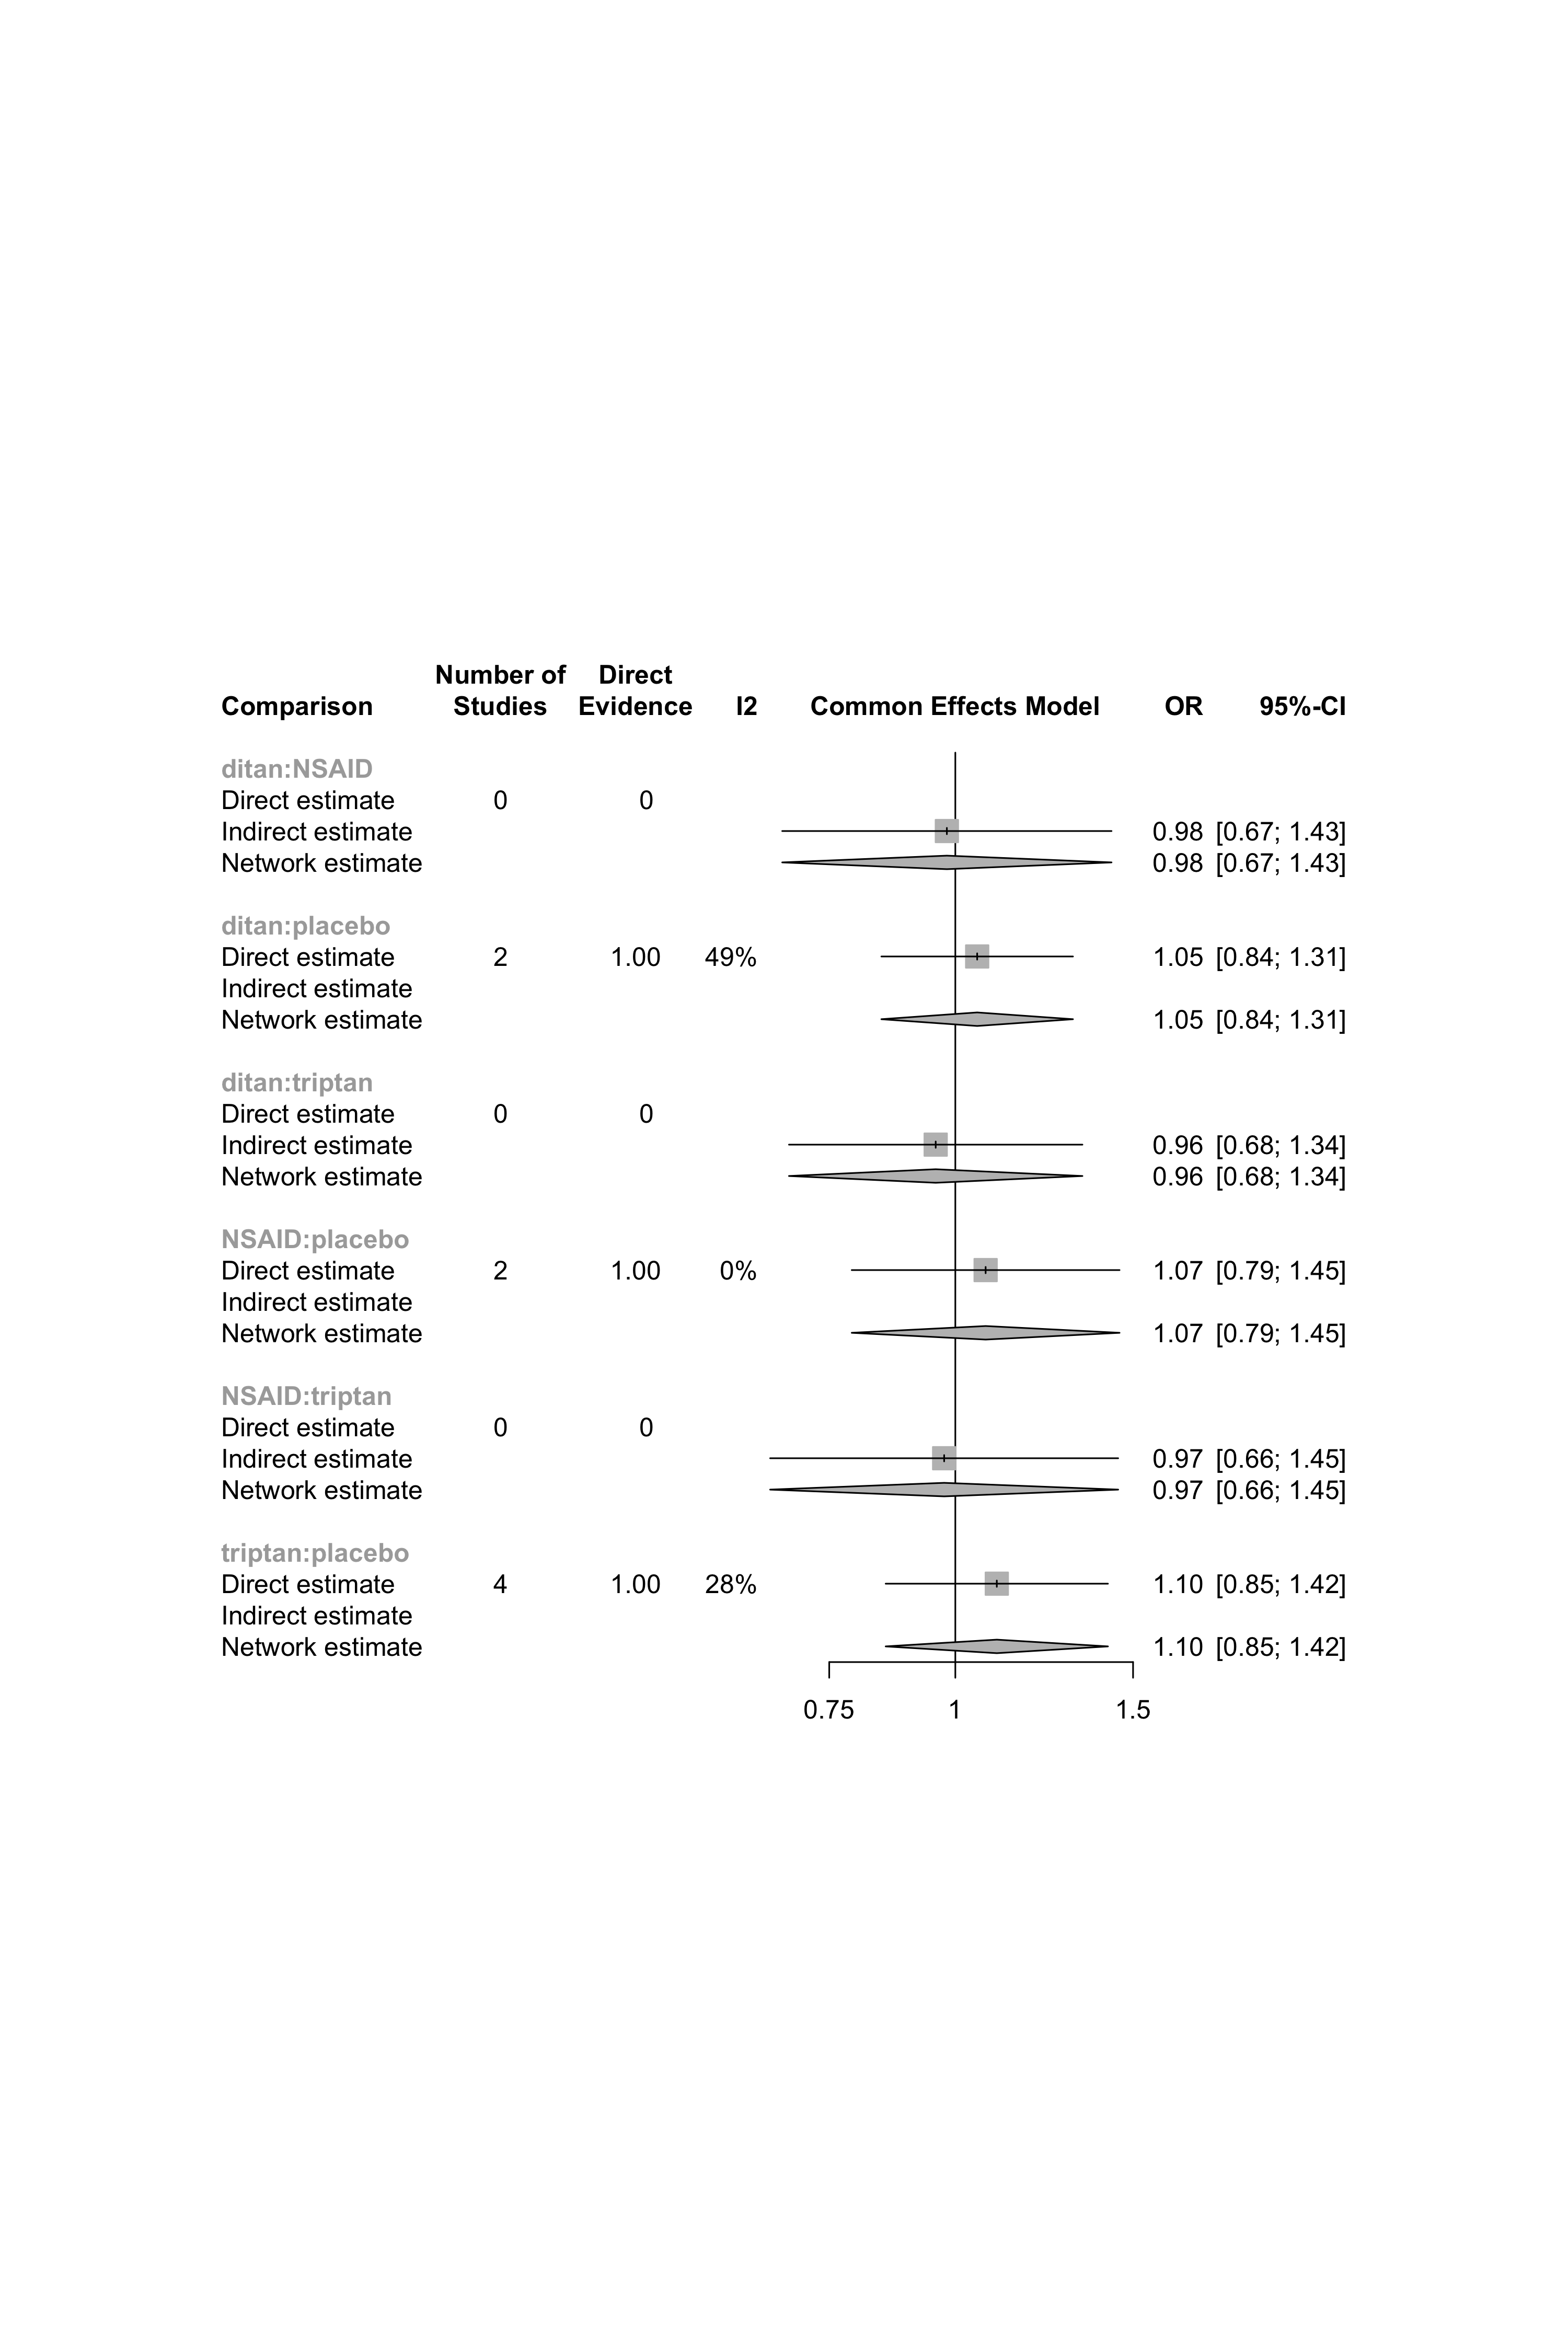 Number of Direct
Comparison Studies Evidence I2 Common Effects Model OR 95%-CI
ditan:NSAID
Direct estimate 0 0
Indirect estimate 0.98 [0.67; 1.43]
Network estimate 0.98 [0.67; 1.43]
ditan:placebo
Direct estimate 2 1.00 49% 1.05 [0.84; 1.31]
Indirect estimate
Network estimate 1.05 [0.84; 1.31]
ditan:triptan
Direct estimate 0 0
Indirect estimate 0.96 [0.68; 1.34]
Network estimate 0.96 [0.68; 1.34]
NSAID:placebo
Direct estimate 2 1.00 0% 1.07 [0.79; 1.45]
Indirect estimate
Network estimate 1.07 [0.79; 1.45]
NSAID:triptan
Direct estimate 0 0
Indirect estimate 0.97 [0.66; 1.45]
Network estimate 0.97 [0.66; 1.45]
triptan:placebo
Direct estimate 4 1.00 28% 1.10 [0.85; 1.42]
Indirect estimate
Network estimate 1.10 [0.85; 1.42]
0.75 1 1.5